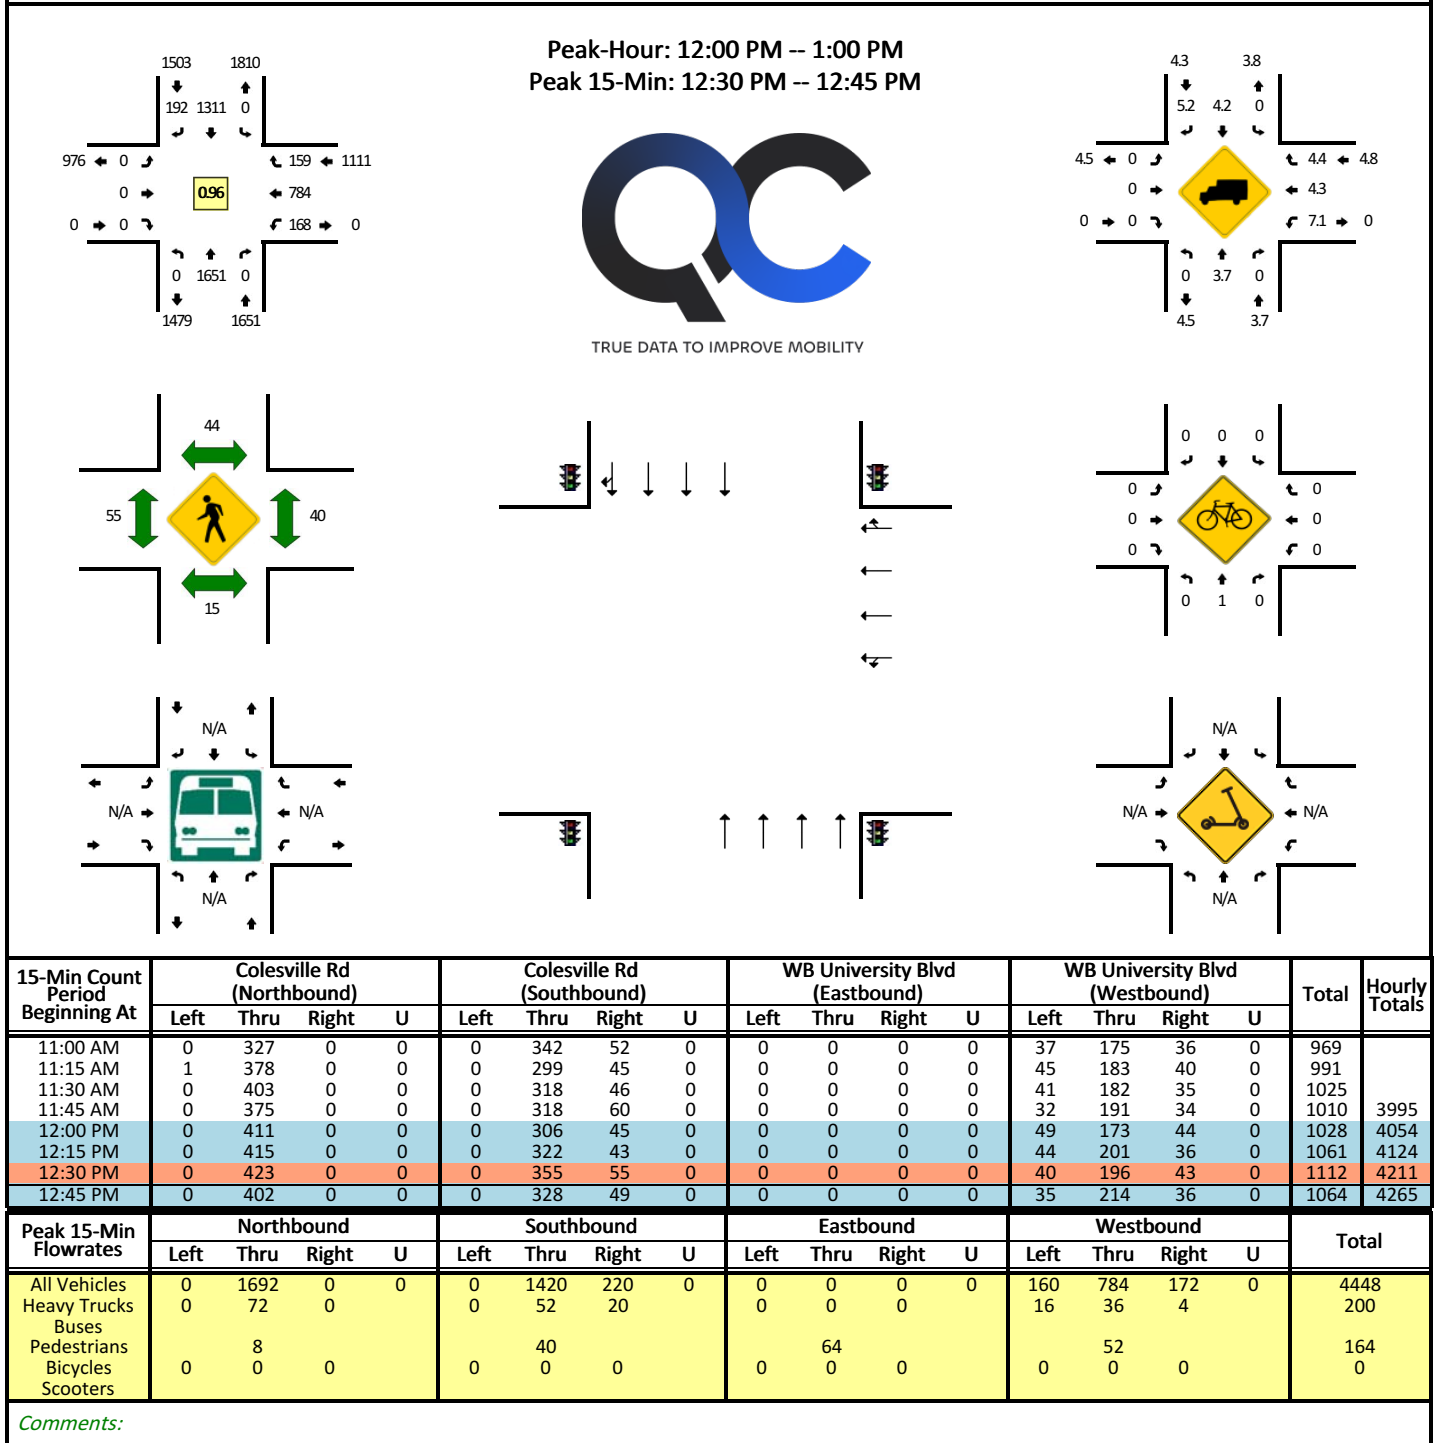 Peak-Hour: 12:00 PM -- 1:00 PM
Peak 15-Min: 12:30 PM -- 12:45 PM
1503 1810
192 1311 0
976 0 159 1111
0 0.96 784
0 0 168 0
0 1651 0
1479 1651
4.3 3.8
5.2 4.2 0
4.5 0 4.4 4.8
0 4.3
0 0 7.1 0
0 3.7 0
4.5 3.7
QC
TRUE DATA TO IMPROVE MOBILITY
44
55 40
15
0 0 0
0 0
0 0
0 0
0 1 0
N/A
N/A N/A
N/A
N/A
N/A N/A
N/A
15-Min Count Period Beginning At Colesville Rd (Northbound) Colesville Rd (Southbound) WB University Blvd (Eastbound) WB University Blvd (Westbound) Total Hourly Totals
Left Thru Right U Left Thru Right U Left Thru Right U Left Thru Right U
11:00 AM 0 327 0 0 0 342 52 0 0 0 0 0 37 175 36 0 969
11:15 AM 1 378 0 0 0 299 45 0 0 0 0 0 45 183 40 0 991
11:30 AM 0 403 0 0 0 318 46 0 0 0 0 0 41 182 35 0 1025
11:45 AM 0 375 0 0 0 318 60 0 0 0 0 0 32 191 34 0 1010 3995
12:00 PM 0 411 0 0 0 306 45 0 0 0 0 0 49 173 44 0 1028 4054
12:15 PM 0 415 0 0 0 322 43 0 0 0 0 0 44 201 36 0 1061 4124
12:30 PM 0 423 0 0 0 355 55 0 0 0 0 0 40 196 43 0 1112 4211
12:45 PM 0 402 0 0 0 328 49 0 0 0 0 0 35 214 36 0 1064 4265
Peak 15-Min Flowrates Northbound Southbound Eastbound Westbound Total
Left Thru Right U Left Thru Right U Left Thru Right U Left Thru Right U
All Vehicles 0 1692 0 0 0 1420 220 0 0 0 0 0 160 784 172 0 4448
Heavy Trucks 0 72 0 0 52 20 0 0 0 16 36 4 200
Buses
Pedestrians 8 40 64 52 164
Bicycles 0 0 0 0 0 0 0 0 0 0 0 0 0
Scooters
Comments: